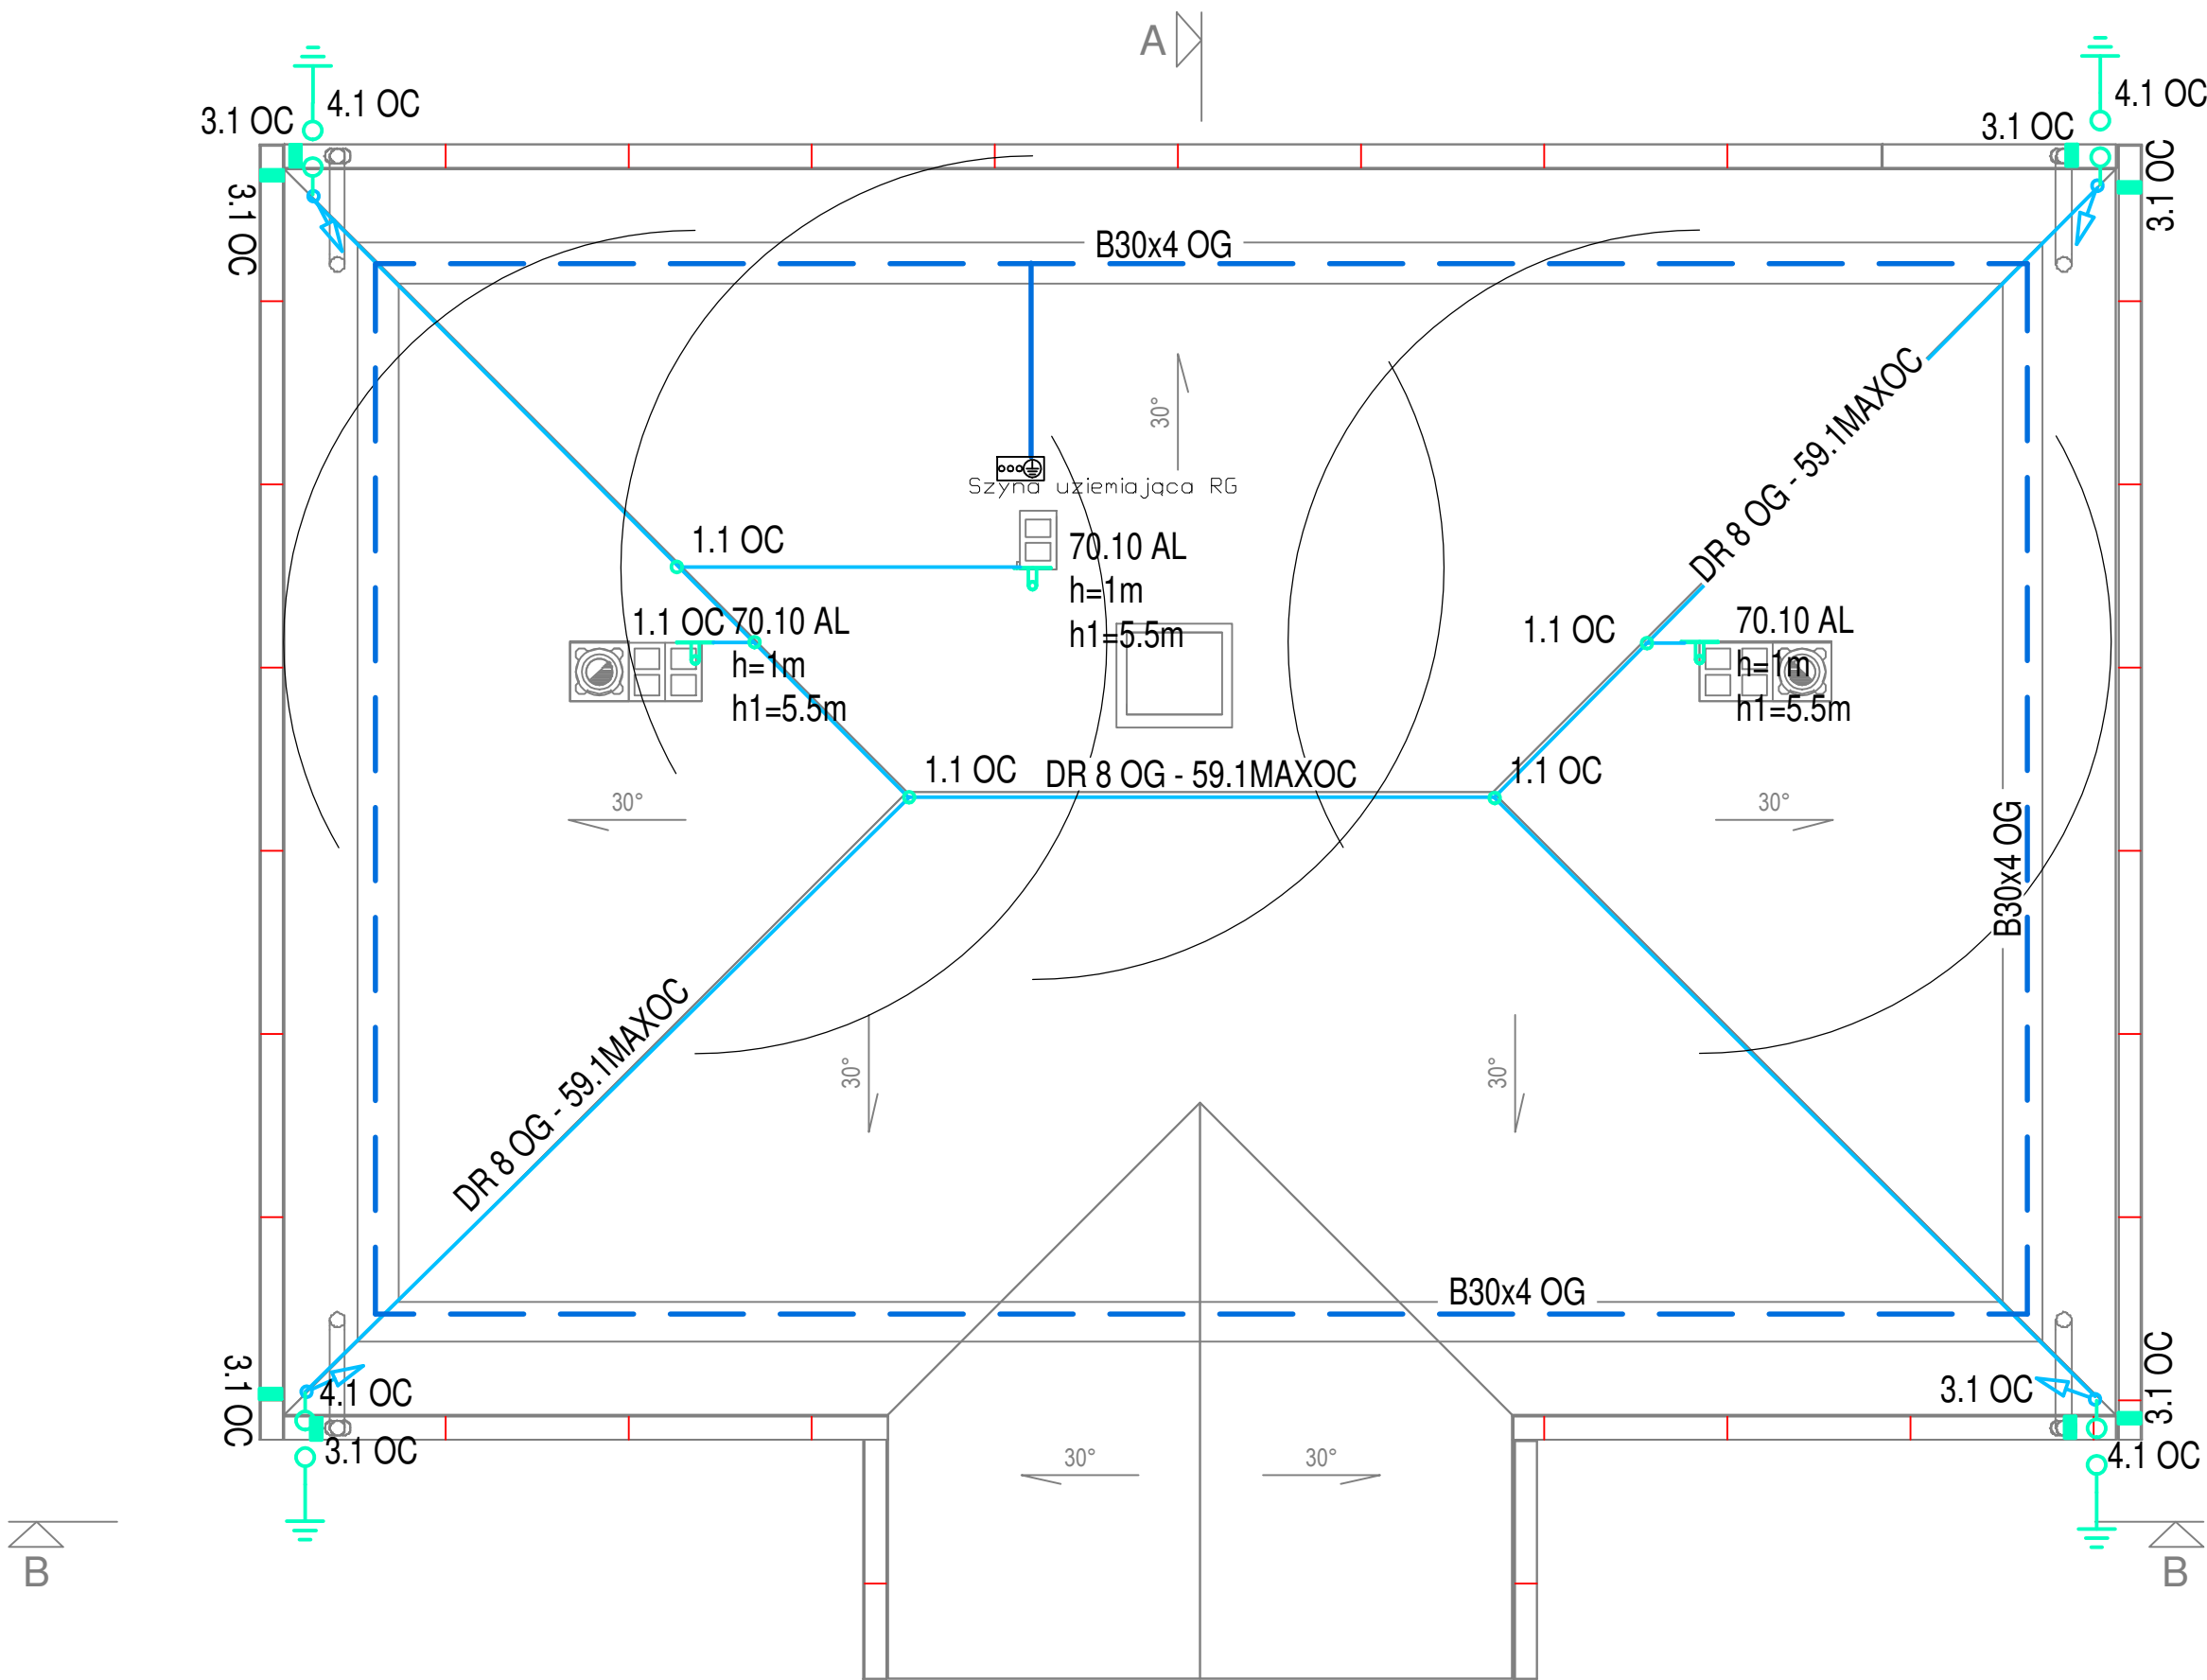 A
4.1 OC
4.1 OC
3.1 OC
3.1 OC
3.1 OC
3.1 OC
B30x4 OG
30°
DR 8 OG - 59.1MAXOC
Szyna uziemiająca RG
1.1 OC
70.10 AL
h=1m
h1=5.5m
1.1 OC
70.10 AL
h=1m
h1=5.5m
1.1 OC
70.10 AL
h=1m
h1=5.5m
1.1 OC
DR 8 OG - 59.1MAXOC
1.1 OC
30°
30°
B30x4 OG
DR 8 OG - 59.1MAXOC
30°
30°
B30x4 OG
3.1 OC
4.1 OC
3.1 OC
3.1 OC
3.1 OC
4.1 OC
30°
30°
B
B